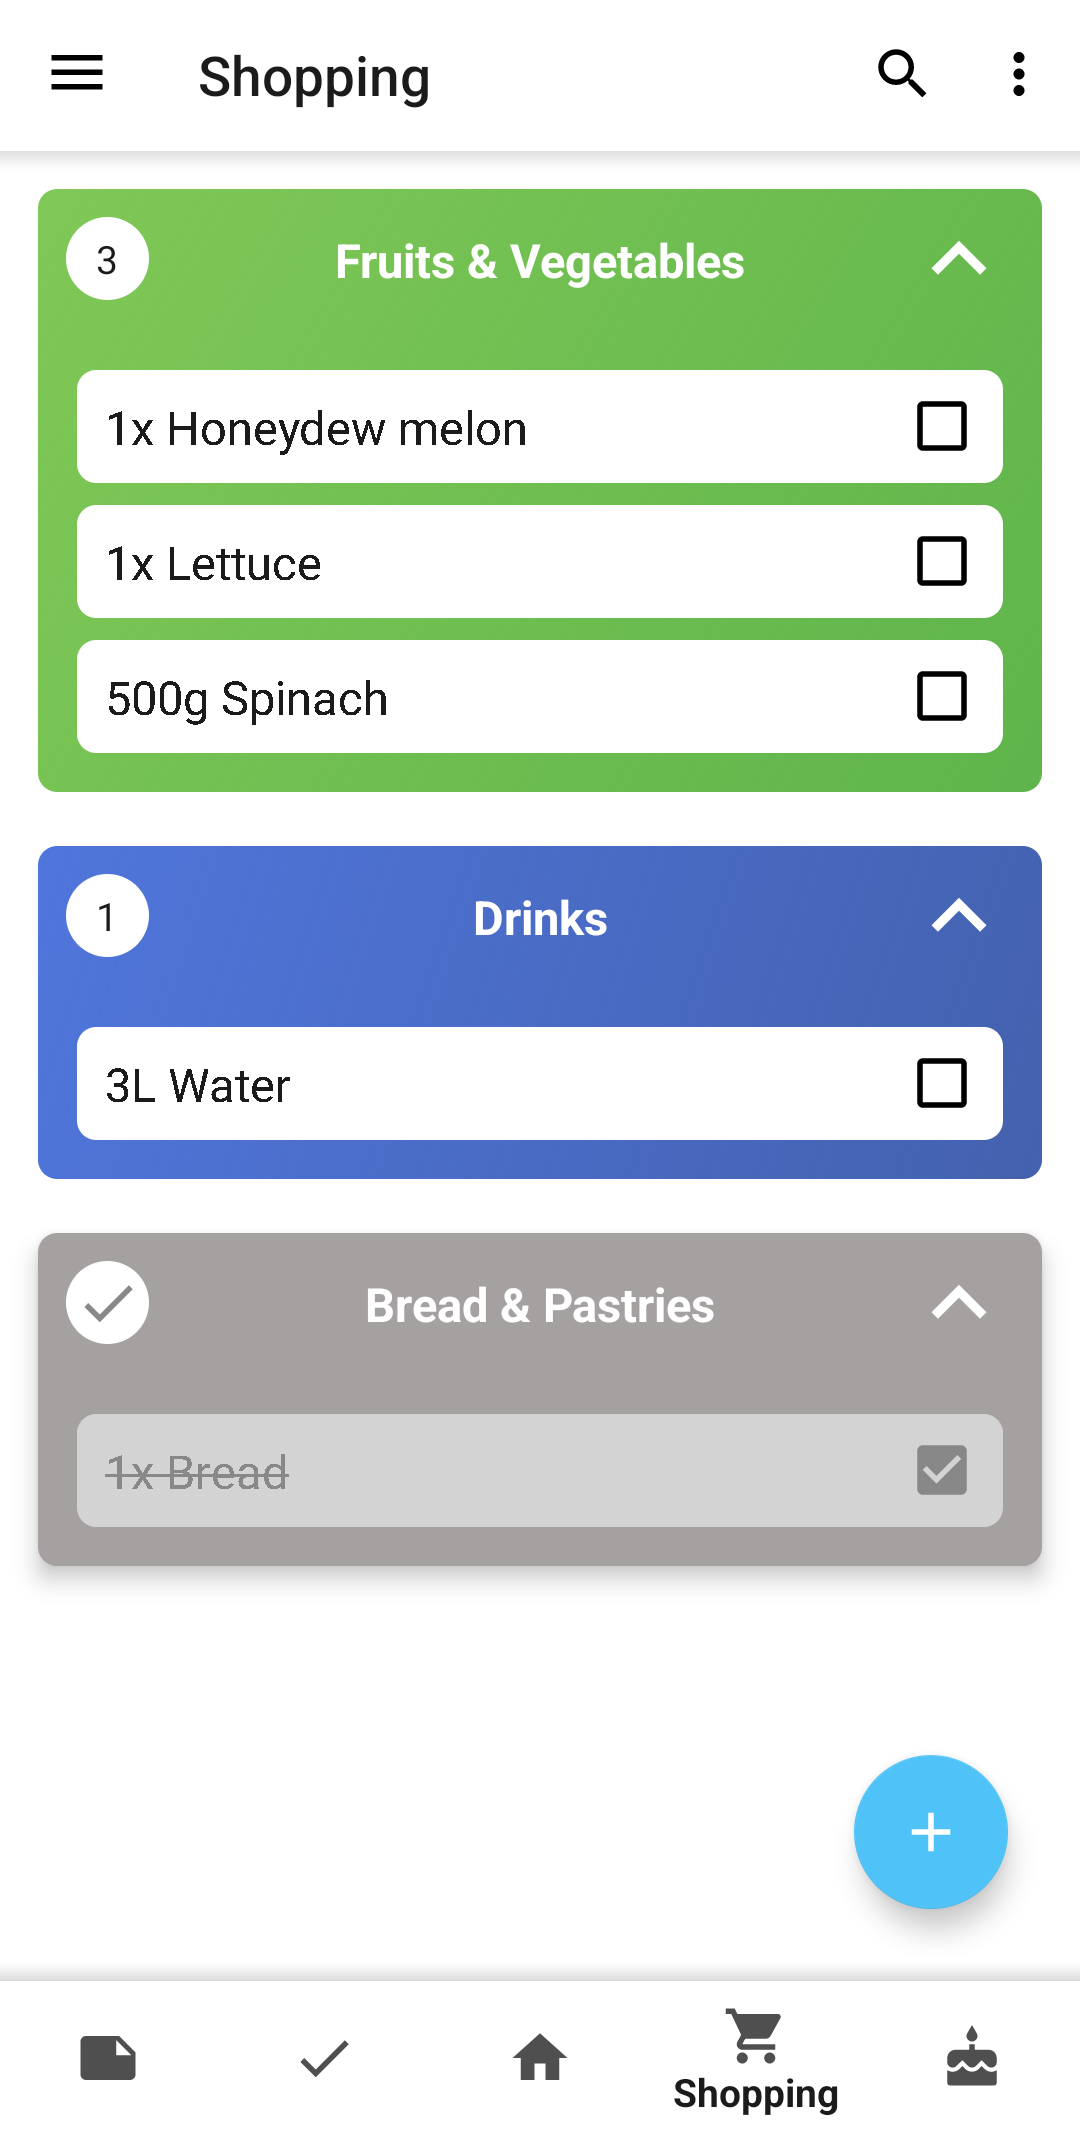 Shopping
3
Fruits & Vegetables
1x Honeydew melon
1x Lettuce
500g Spinach
1
Drinks
3L Water
Bread & Pastries
1x Bread
Shopping